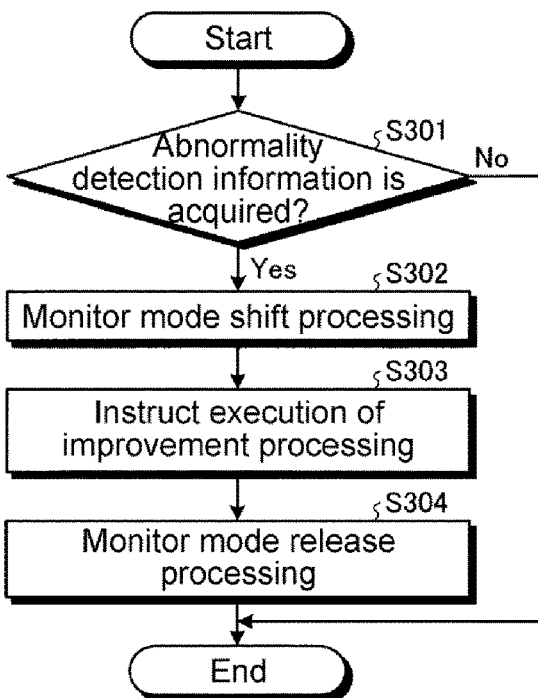 Start
S301
Abnormality
detection information is
acquired?
No
Yes
S302
Monitor mode shift processing
S303
Instruct execution of
improvement processing
S304
Monitor mode release
processing
End